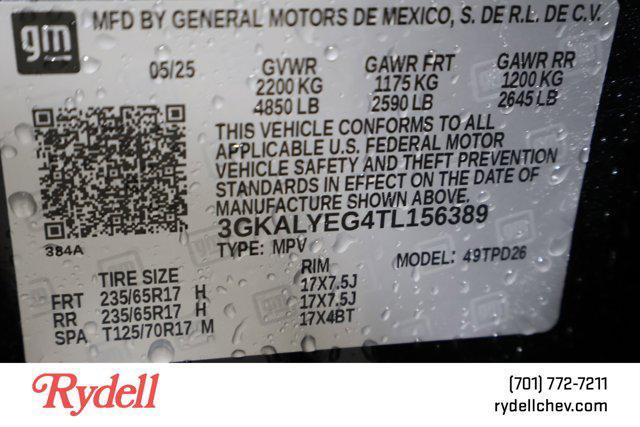 gm
MFD BY GENERAL MOTORS DE MEXICO, S. DE R.L. DE C.V.
05/25 GVWR GAWR FRT GAWR RR
2200 KG 1175 KG 1200 KG
4850 LB 2590 LB 2645 LB
THIS VEHICLE CONFORMS TO ALL
APPLICABLE U.S. FEDERAL MOTOR
VEHICLE SAFETY AND THEFT PREVENTION
STANDARDS IN EFFECT ON THE DATE OF
MANUFACTURE SHOWN ABOVE.
3GKALYEG4TL156389
384A TYPE: MPV MODEL: 49TPD26
TIRE SIZE RIM
FRT 235/65R17 H 17X7.5J
RR 235/65R17 H 17X7.5J
SPA T125/70R17 M 17X4BT
Rydell
(701) 772-7211
rydellchev.com